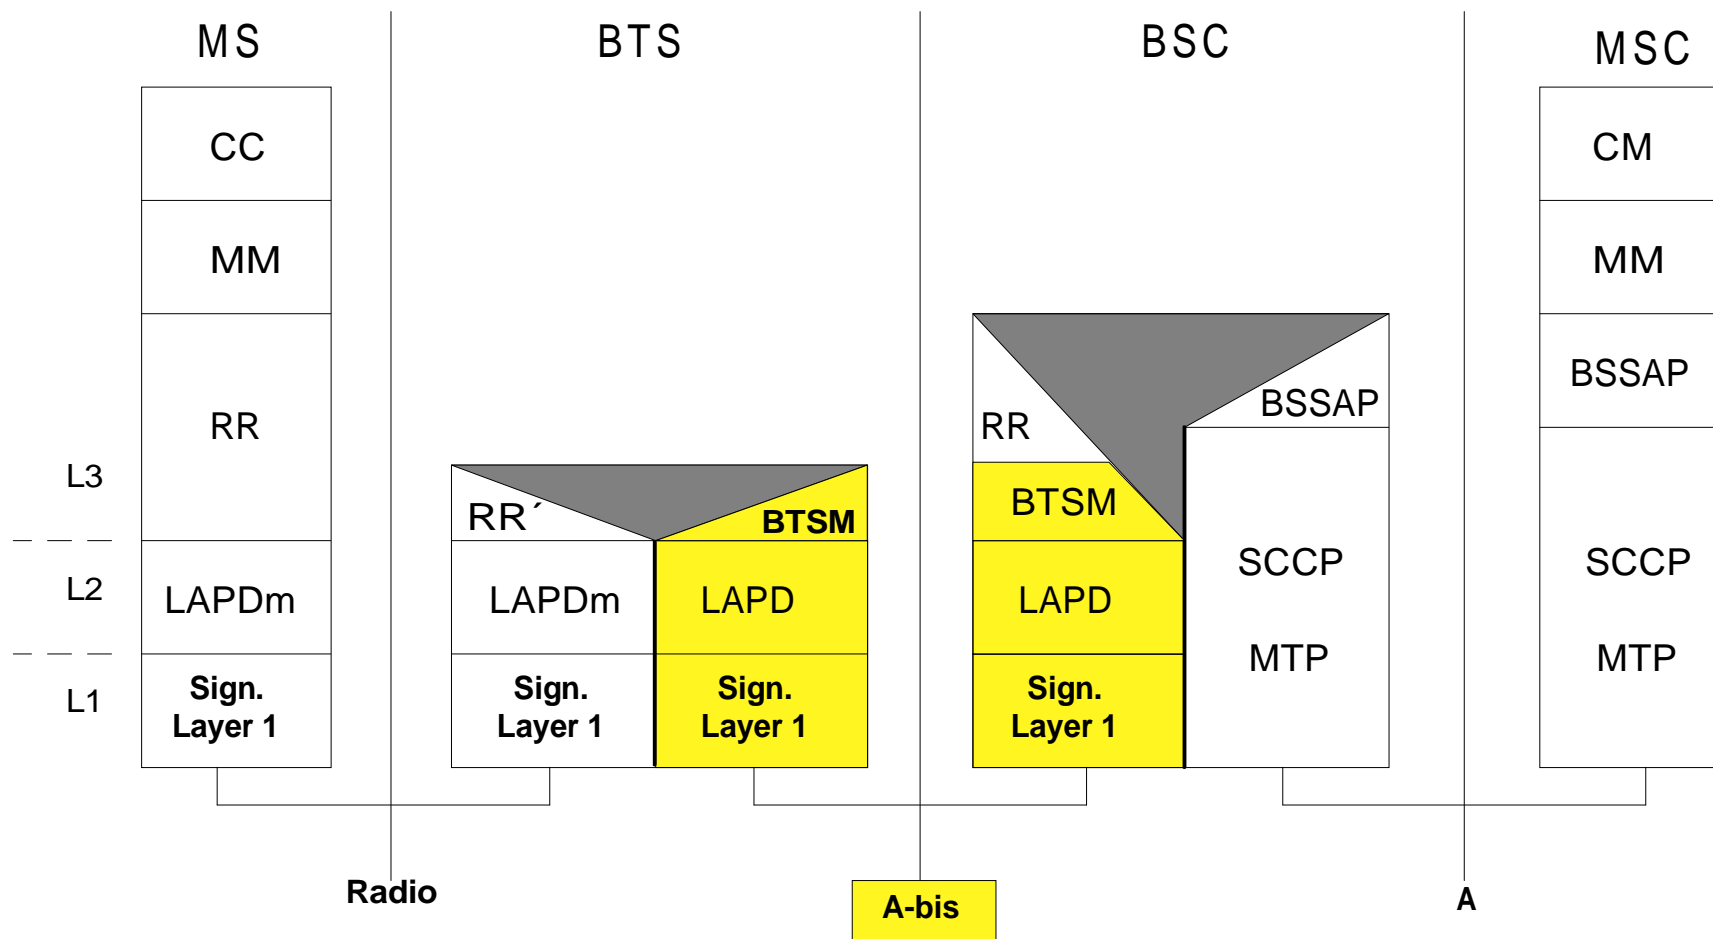 MS
BTS
BSC
MSC
CC
CM
MM
MM
BSSAP
BSSAP
RR
RR
L3
RR´
BTSM
BTSM
L2
LAPDm
LAPDm
LAPD
LAPD
SCCP
SCCP
MTP
MTP
L1
Sign.
Layer 1
Sign.
Layer 1
Sign.
Layer 1
Sign.
Layer 1
Radio
A-bis
A